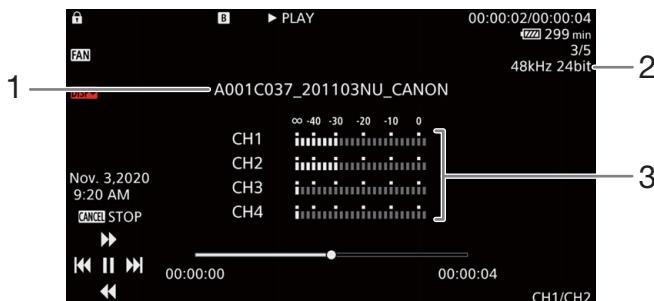 B ▶ PLAY 00:00:02/00:00:04
299 min
FAN 3/5
48kHz 24bit 2
1 A001C037_201103NU_CANON
∞ -40 -30 -20 -10 0
CH1
CH2
CH3 3
CH4
Nov. 3,2020
9:20 AM
CANCEL STOP
00:00:00 00:00:04
CH1/CH2